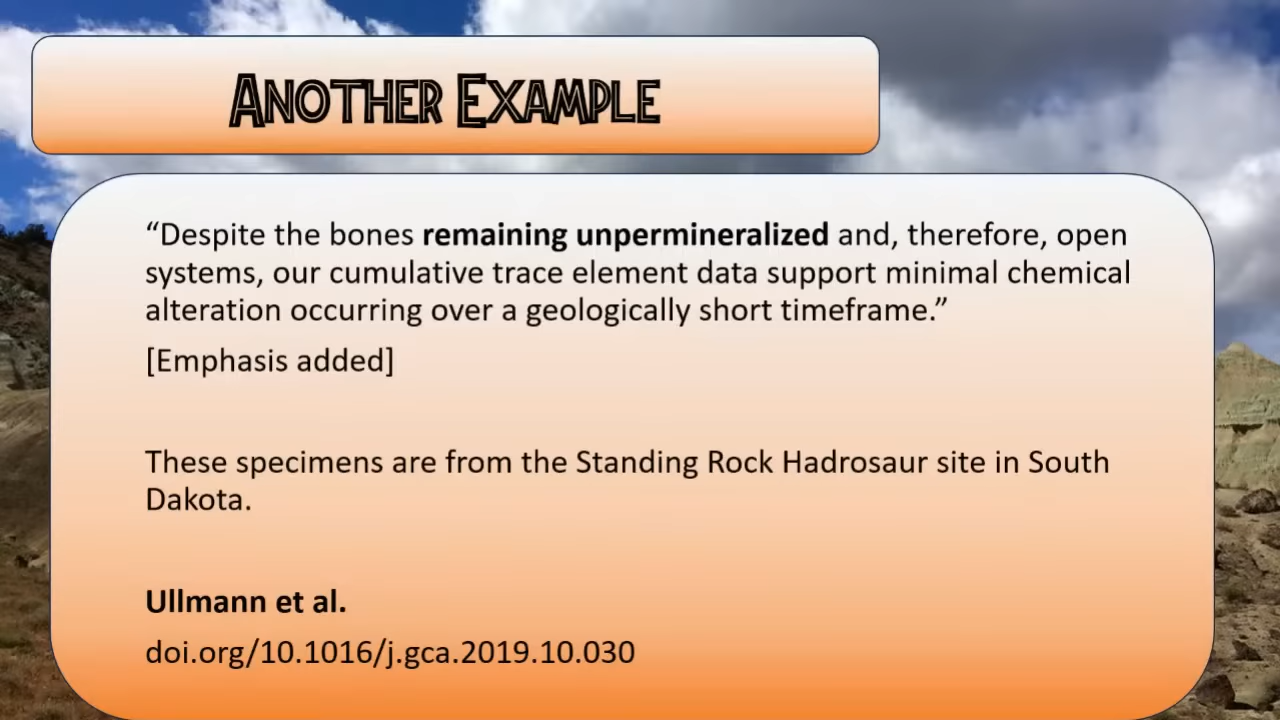 ANOTHER EXAMPLE
“Despite the bones remaining unpermineralized and, therefore, open
systems, our cumulative trace element data support minimal chemical
alteration occurring over a geologically short timeframe.”
[Emphasis added]
These specimens are from the Standing Rock Hadrosaur site in South
Dakota.
Ullmann et al.
doi.org/10.1016/j.gca.2019.10.030